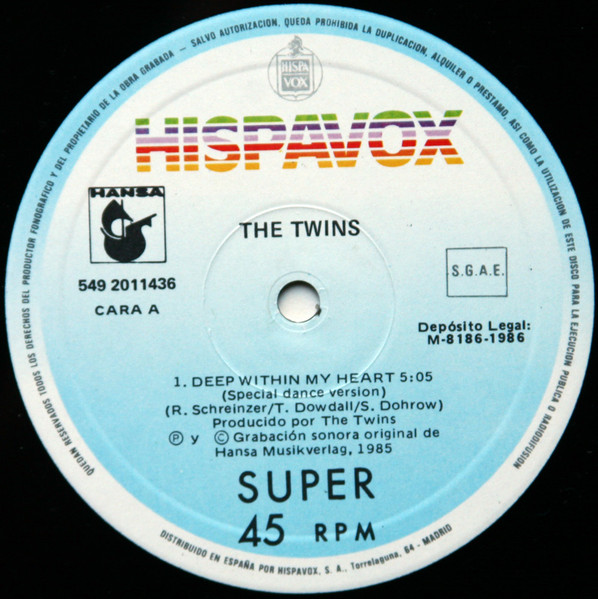 QUEDAN RESERVADOS TODOS LOS DERECHOS DEL PRODUCTOR FONOGRAFICO Y DEL PROPIETARIO DE LA OBRA GRABADA — SALVO AUTORIZACION, QUEDA PROHIBIDA LA DUPLICACION, ALQUILER O PRESTAMO, ASI COMO LA UTILIZACION DE ESTE DISCO PARA LA EJECUCION PUBLICA O RADIODIFUSION
HISPA
VOX
HISPAVOX
HANSA
THE TWINS
S.G.A.E.
549 2011436
CARA A
Depósito Legal:
M-8186-1986
1. DEEP WITHIN MY HEART 5:05
(Special dance version)
(R. Schreinzer/T. Dowdall/S. Dohrow)
Producido por The Twins
Ⓟ y © Grabación sonora original de
Hansa Musikverlag, 1985
SUPER
45 RPM
DISTRIBUIDO EN ESPAÑA POR HISPAVOX, S. A., Torrelaguna, 64 - MADRID